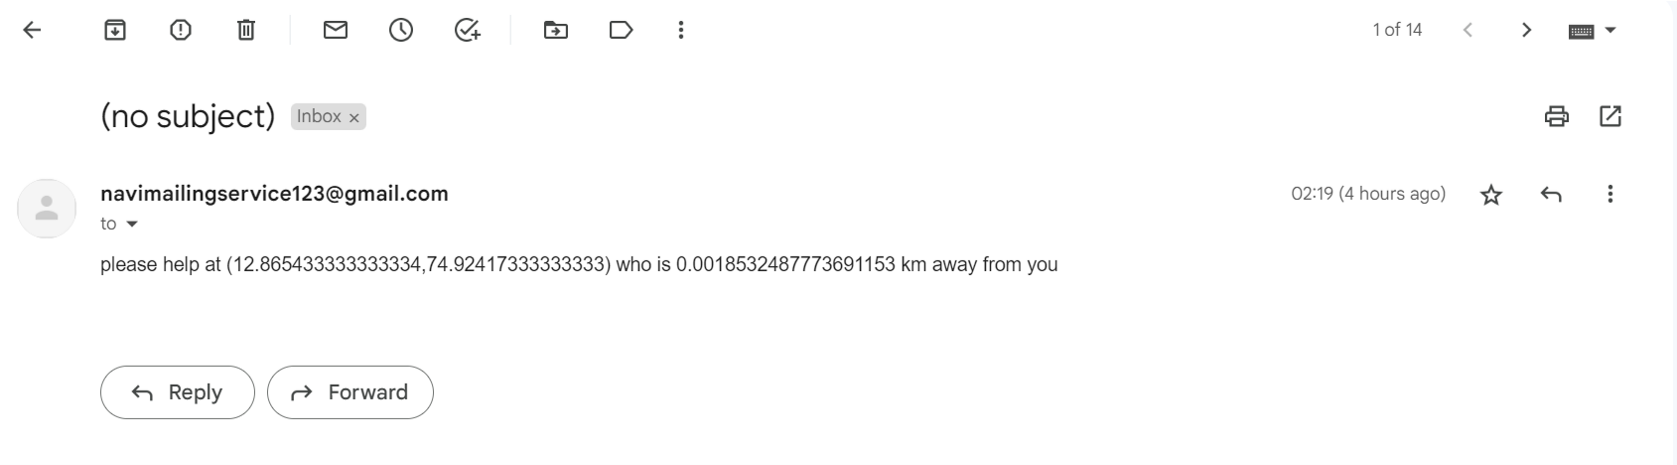 1 of 14
(no subject) Inbox ×
navimailingservice123@gmail.com 02:19 (4 hours ago)
to
please help at (12.865433333333334,74.92417333333333) who is 0.0018532487773691153 km away from you
Reply Forward